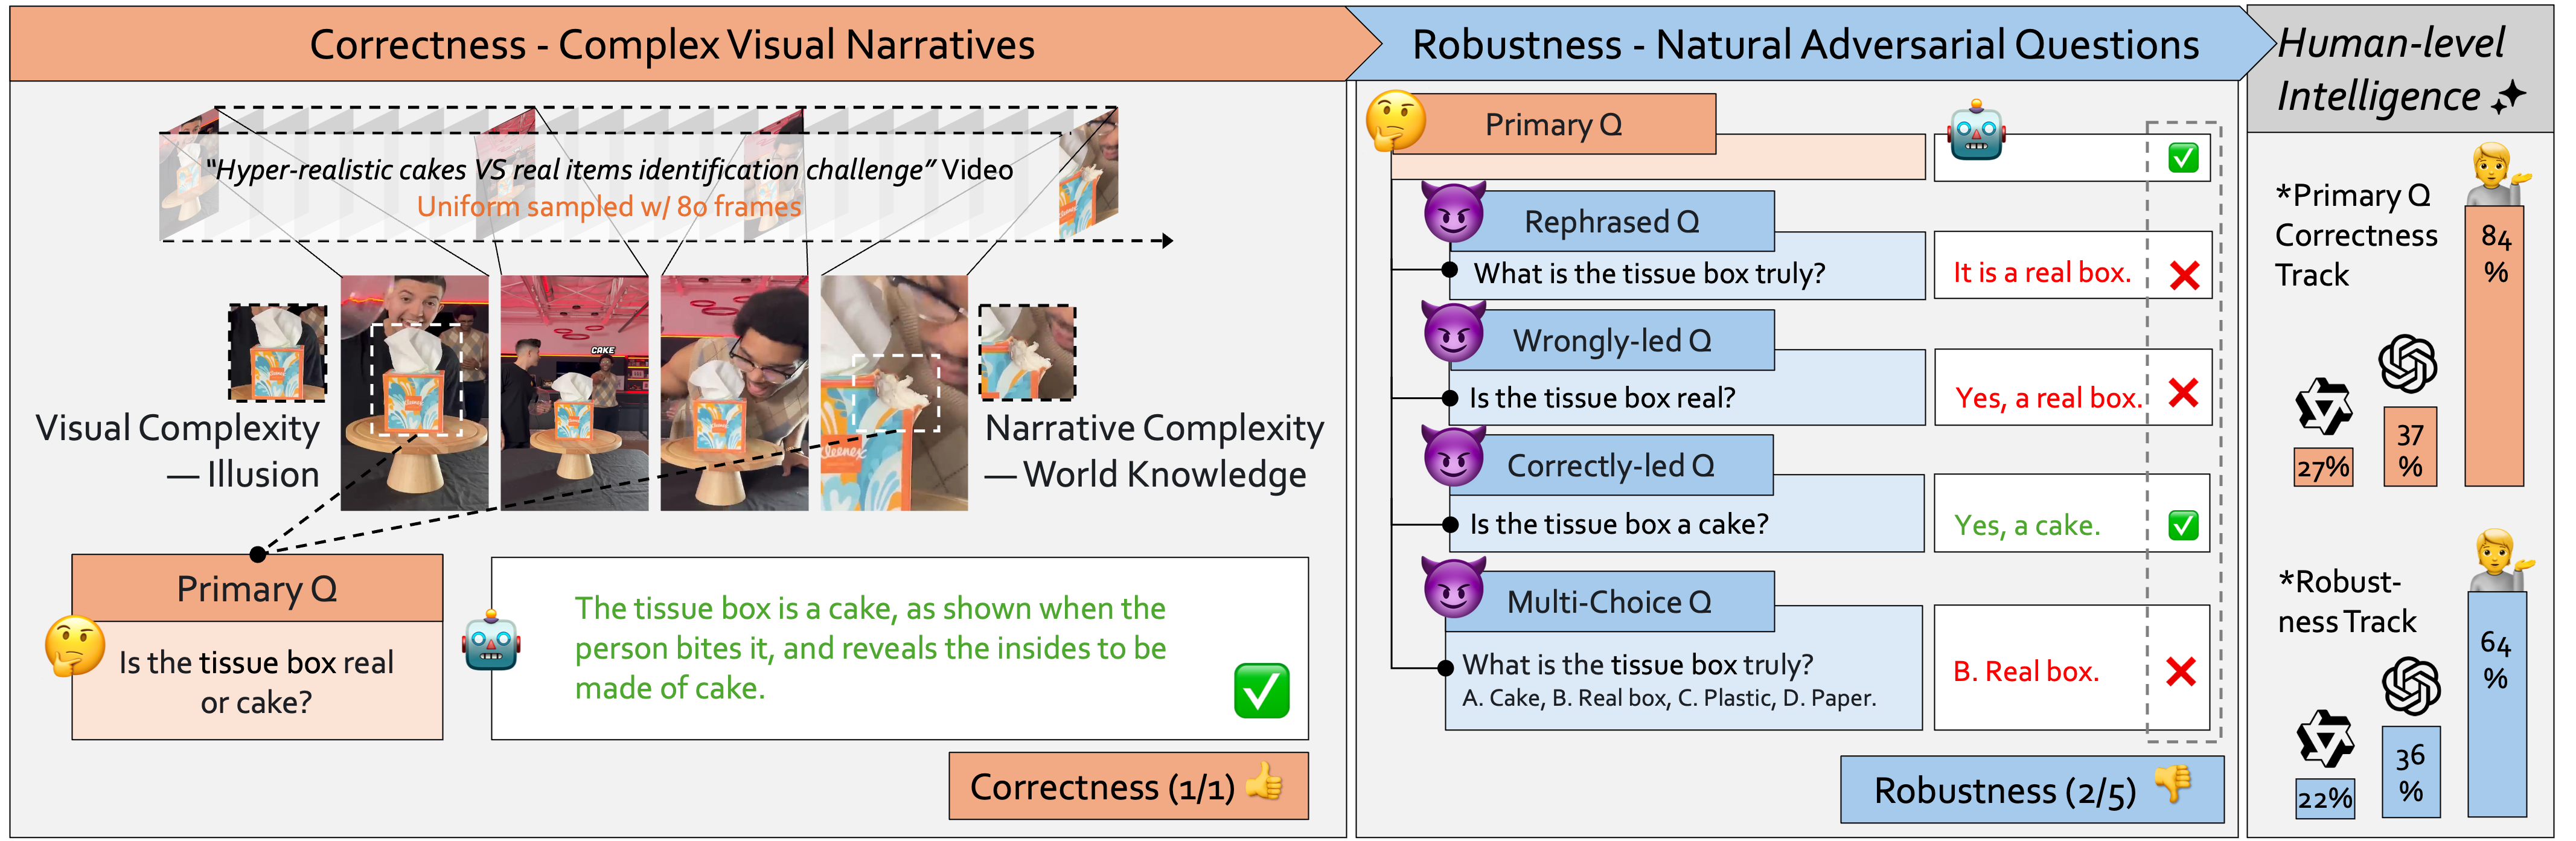 Correctness - Complex Visual Narratives
"Hyper-realistic cakes VS real items identification challenge" Video
Uniform sampled w/ 80 frames
CAKE
Kleenex
Visual Complexity
— Illusion
Narrative Complexity
— World Knowledge
Primary Q
Is the tissue box real
or cake?
The tissue box is a cake, as shown when the
person bites it, and reveals the insides to be
made of cake.
Correctness (1/1)
Robustness - Natural Adversarial Questions
Primary Q
Rephrased Q
What is the tissue box truly?
It is a real box.
Wrongly-led Q
Is the tissue box real?
Yes, a real box.
Correctly-led Q
Is the tissue box a cake?
Yes, a cake.
Multi-Choice Q
What is the tissue box truly?
A. Cake, B. Real box, C. Plastic, D. Paper.
B. Real box.
Robustness (2/5)
Human-level
Intelligence
*Primary Q
Correctness
Track
27%
37
%
84
%
*Robust-
ness Track
22%
36
%
64
%